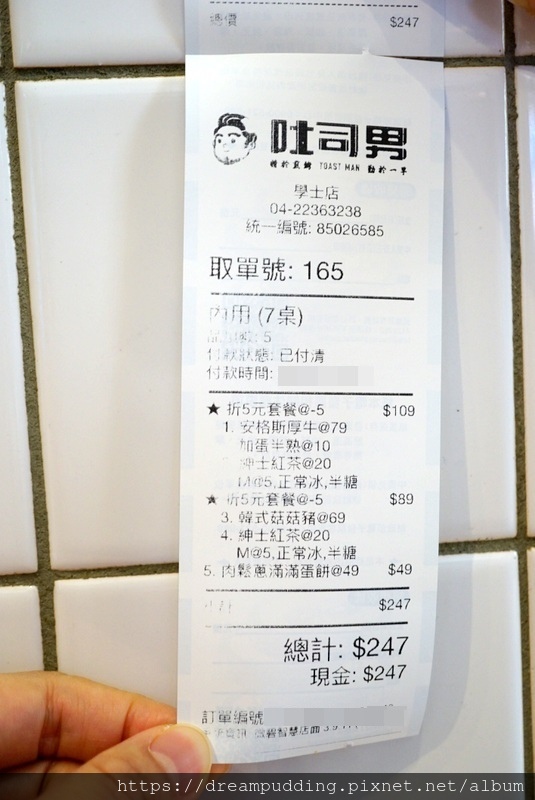 總價 $247
吐司男
TOAST MAN
學士店
04-22363238
統一編號: 85026585
取單號: 165
內用 (7桌)
品項數: 5
付款狀態: 已付清
付款時間:
★ 折5元套餐@-5 $109
1. 安格斯厚牛@79
加蛋半熟@10
紳士紅茶@20
M@5,正常冰,半糖
★ 折5元套餐@-5 $89
3. 韓式菇菇豬@69
4. 紳士紅茶@20
M@5,正常冰,半糖
5. 肉鬆蔥滿滿蛋餅@49 $49
小計 $247
總計: $247
現金: $247
訂單編號
https://dreampudding.pixnet.net/album